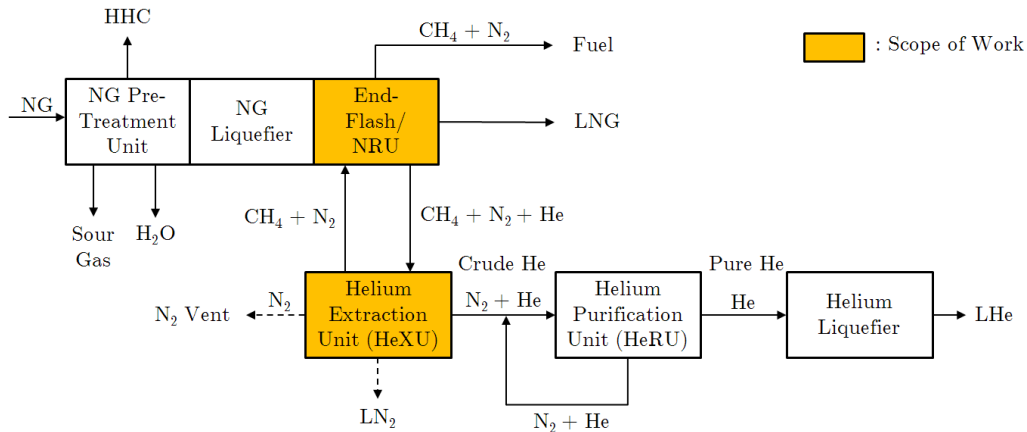 HHC
CH₄ + N₂
Fuel
: Scope of Work
NG
NG Pre-
Treatment
Unit
NG
Liquefier
End-
Flash/
NRU
LNG
Sour
Gas
H₂O
CH₄ + N₂
CH₄ + N₂ + He
Crude He
Pure He
N₂ Vent
N₂
Helium
Extraction
Unit (HeXU)
N₂ + He
Helium
Purification
Unit (HeRU)
He
Helium
Liquefier
LHe
LN₂
N₂ + He